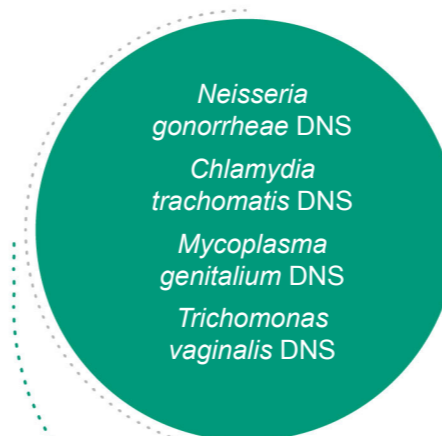 Neisseria
gonorrheae DNS
Chlamydia
trachomatis DNS
Mycoplasma
genitalium DNS
Trichomonas
vaginalis DNS